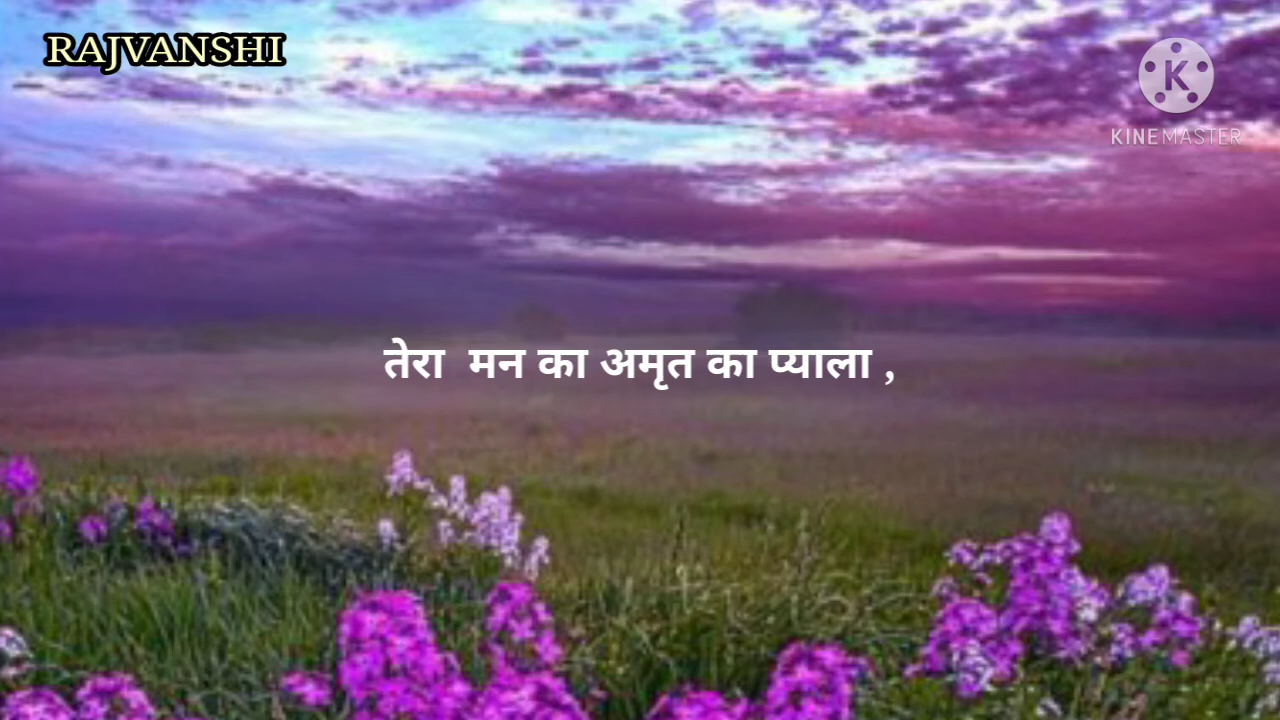 RAJVANSHI
KINEMASTER
तेरा मन का अमृत का प्याला ,